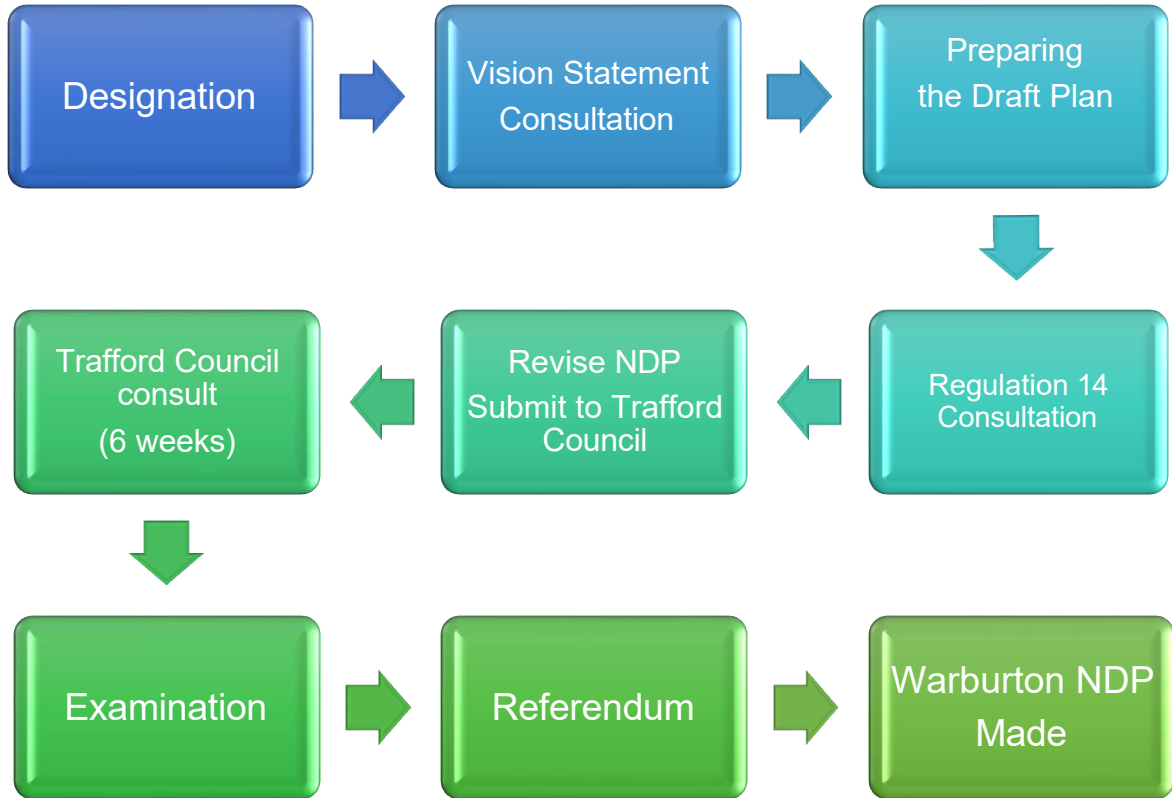 Designation
Vision Statement
Consultation
Preparing
the Draft Plan
Regulation 14
Consultation
Revise NDP
Submit to Trafford
Council
Trafford Council
consult
(6 weeks)
Examination
Referendum
Warburton NDP
Made